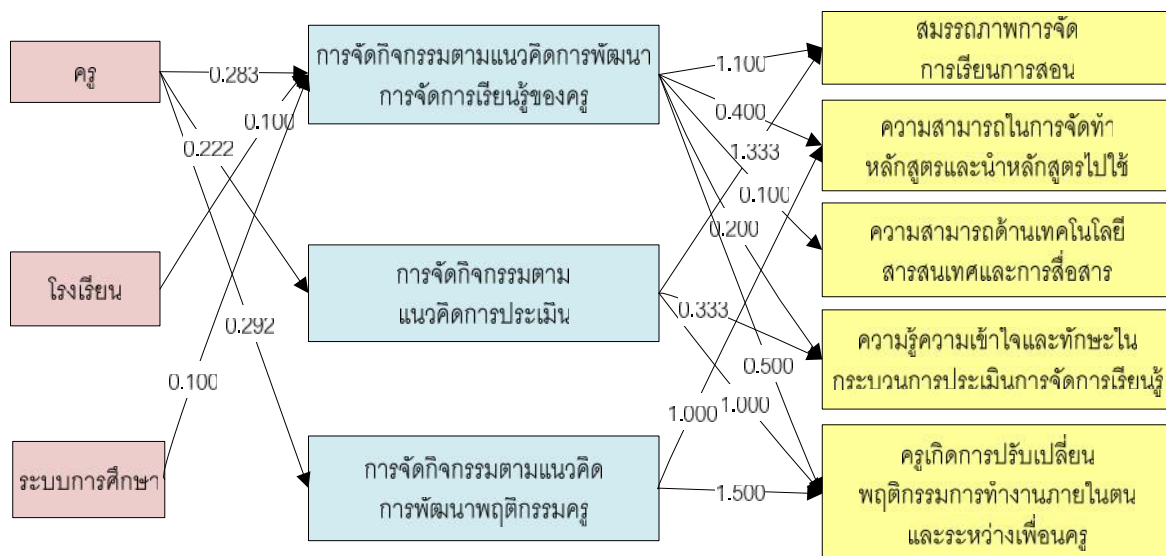 ครู
โรงเรียน
ระบบการศึกษา
0.283
0.100
0.222
0.292
0.100
การจัดกิจกรรมตามแนวคิดการพัฒนา
การจัดการเรียนรู้ของครู
การจัดกิจกรรมตาม
แนวคิดการประเมิน
การจัดกิจกรรมตามแนวคิด
การพัฒนาพฤติกรรมครู
1.100
0.400
1.333
0.100
0.200
0.333
0.500
1.000
1.000
1.500
สมรรถภาพการจัด
การเรียนการสอน
ความสามารถในการจัดทำ
หลักสูตรและนำหลักสูตรไปใช้
ความสามารถด้านเทคโนโลยี
สารสนเทศและการสื่อสาร
ความรู้ความเข้าใจและทักษะใน
กระบวนการประเมินการจัดการเรียนรู้
ครูเกิดการปรับเปลี่ยน
พฤติกรรมการทำงานภายในตน
และระหว่างเพื่อนครู